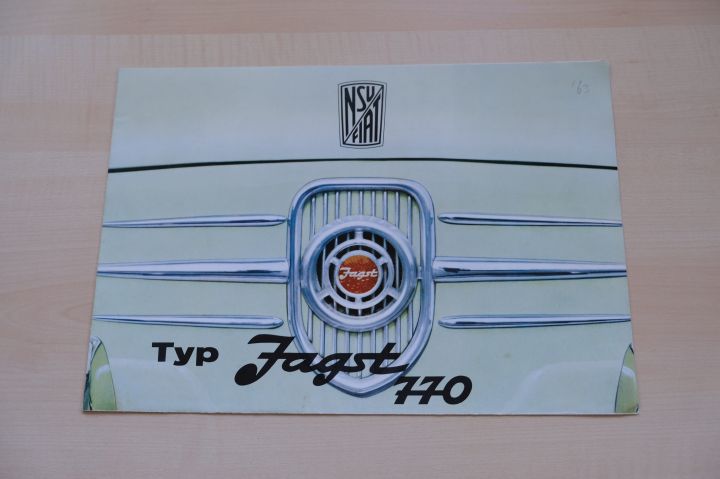 '63
NSU
FIAT
Jagst
Typ Jagst
770